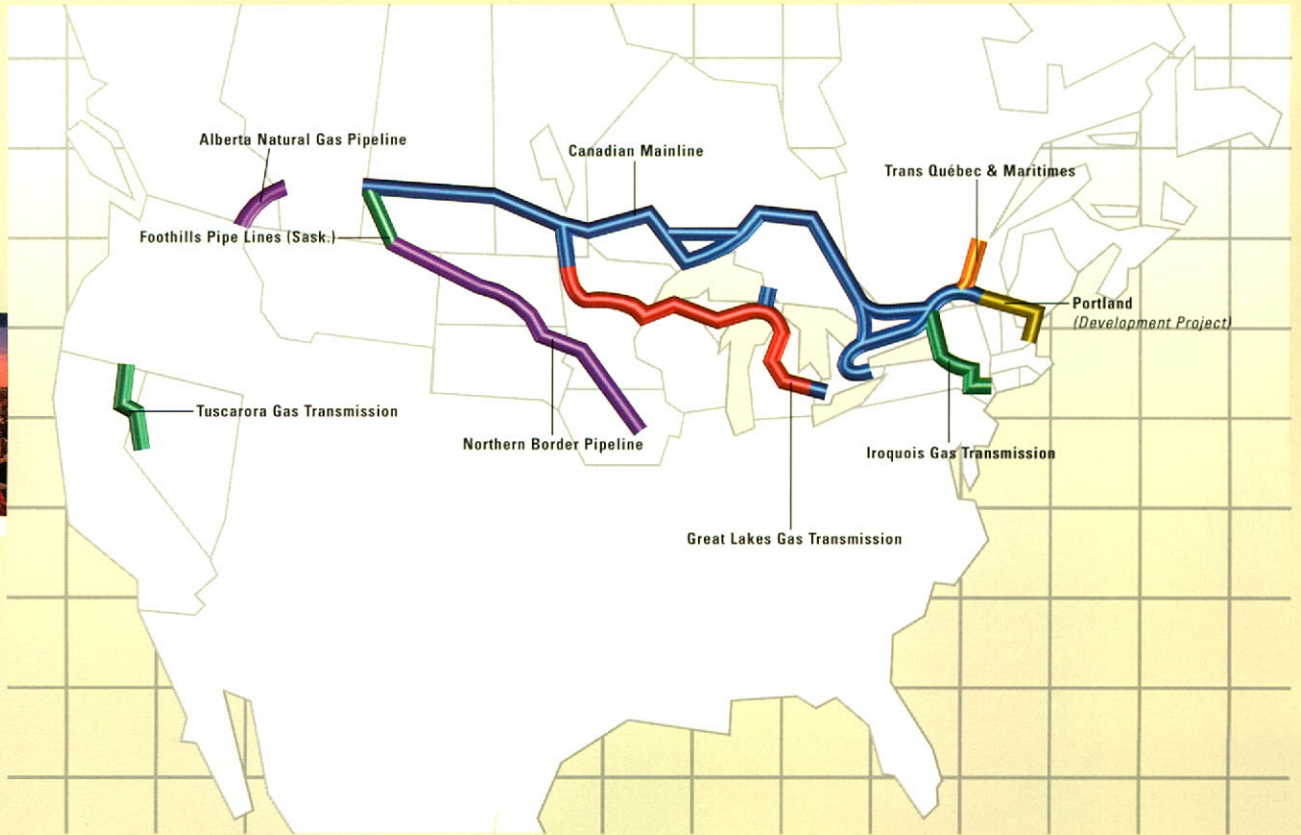 Alberta Natural Gas Pipeline
Canadian Mainline
Trans Québec & Maritimes
Foothills Pipe Lines (Sask.)
Portland
(Development Project)
Tuscarora Gas Transmission
Northern Border Pipeline
Iroquois Gas Transmission
Great Lakes Gas Transmission